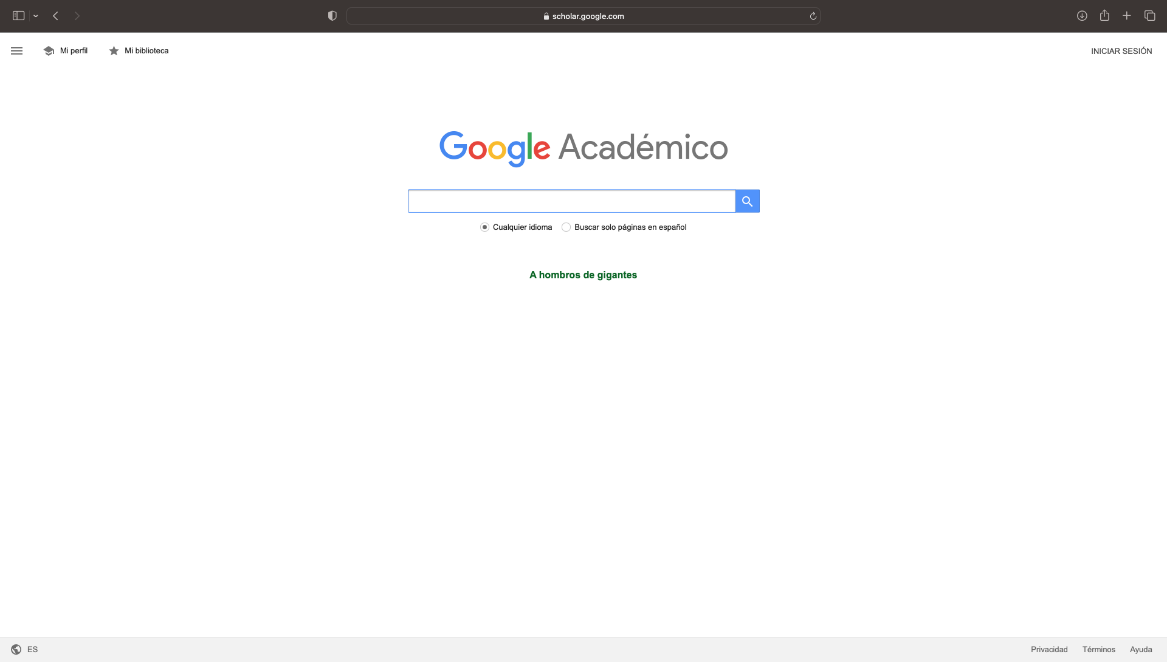 scholar.google.com
Mi perfil
Mi biblioteca
INICIAR SESIÓN
Google Académico
Cualquier idioma
Buscar solo páginas en español
A hombros de gigantes
ES
Privacidad
Términos
Ayuda